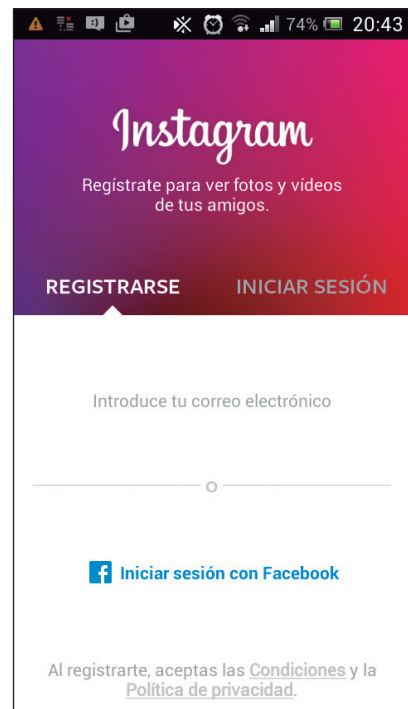 74% 20:43
Instagram
Regístrate para ver fotos y vídeos
de tus amigos.
REGISTRARSE INICIAR SESIÓN
Introduce tu correo electrónico
O
Iniciar sesión con Facebook
Al registrarte, aceptas las Condiciones y la
Política de privacidad.